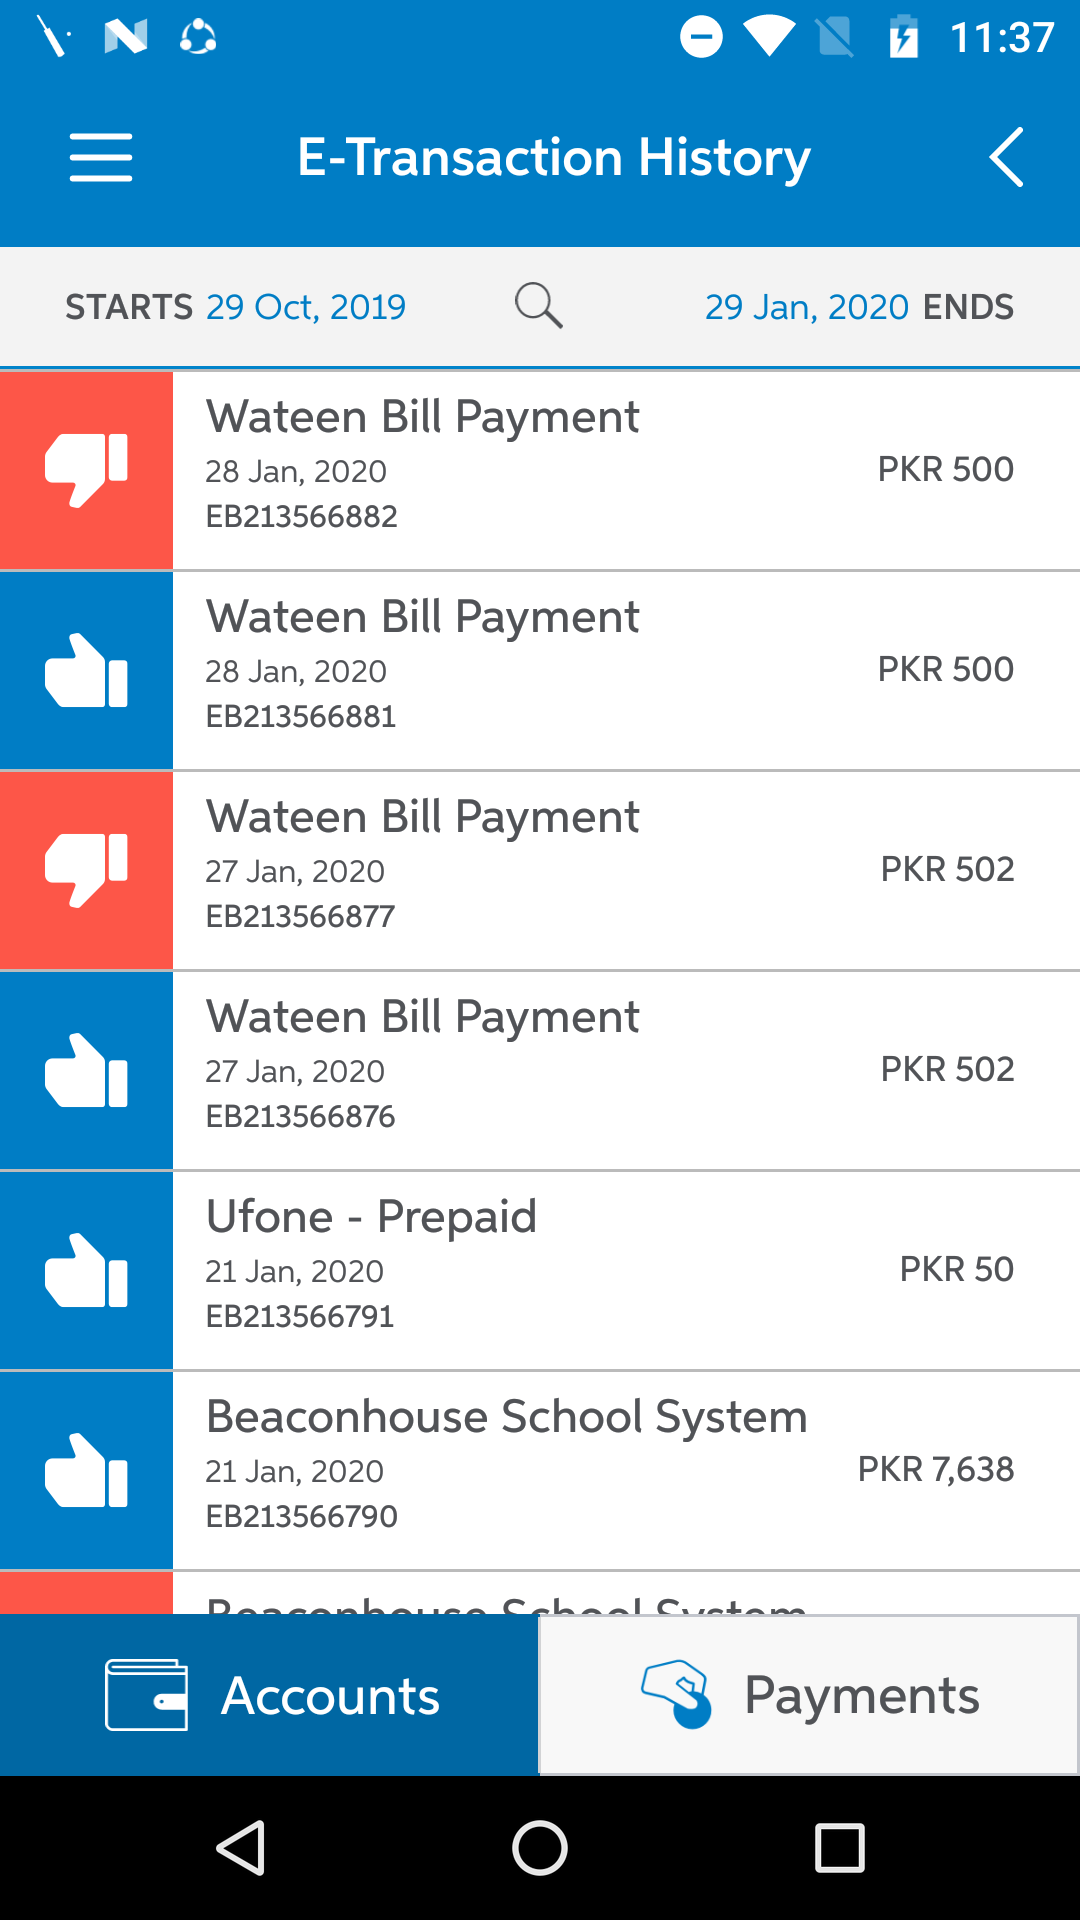 11:37
E-Transaction History
STARTS 29 Oct, 2019 29 Jan, 2020 ENDS
Wateen Bill Payment
28 Jan, 2020
PKR 500
EB213566882
Wateen Bill Payment
28 Jan, 2020
PKR 500
EB213566881
Wateen Bill Payment
27 Jan, 2020
PKR 502
EB213566877
Wateen Bill Payment
27 Jan, 2020
PKR 502
EB213566876
Ufone - Prepaid
21 Jan, 2020
PKR 50
EB213566791
Beaconhouse School System
21 Jan, 2020
PKR 7,638
EB213566790
Beaconhouse School System
Accounts
Payments